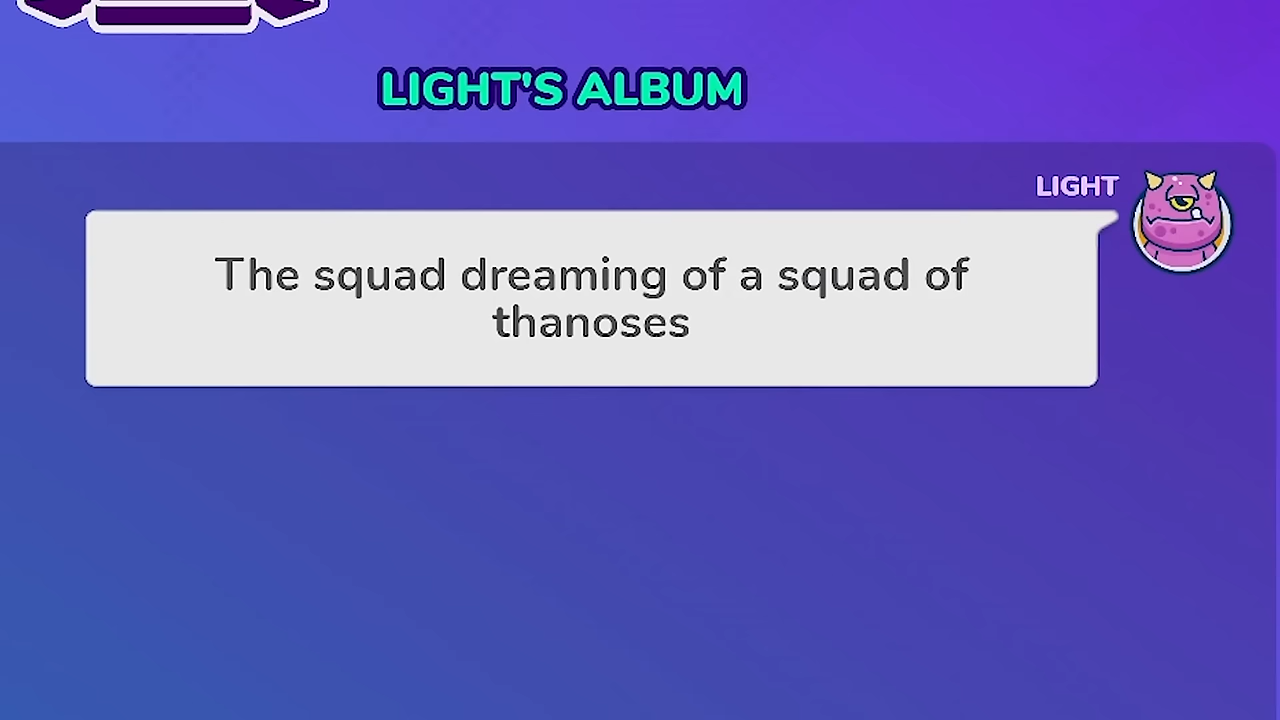 LIGHT'S ALBUM
LIGHT
The squad dreaming of a squad of
thanoses